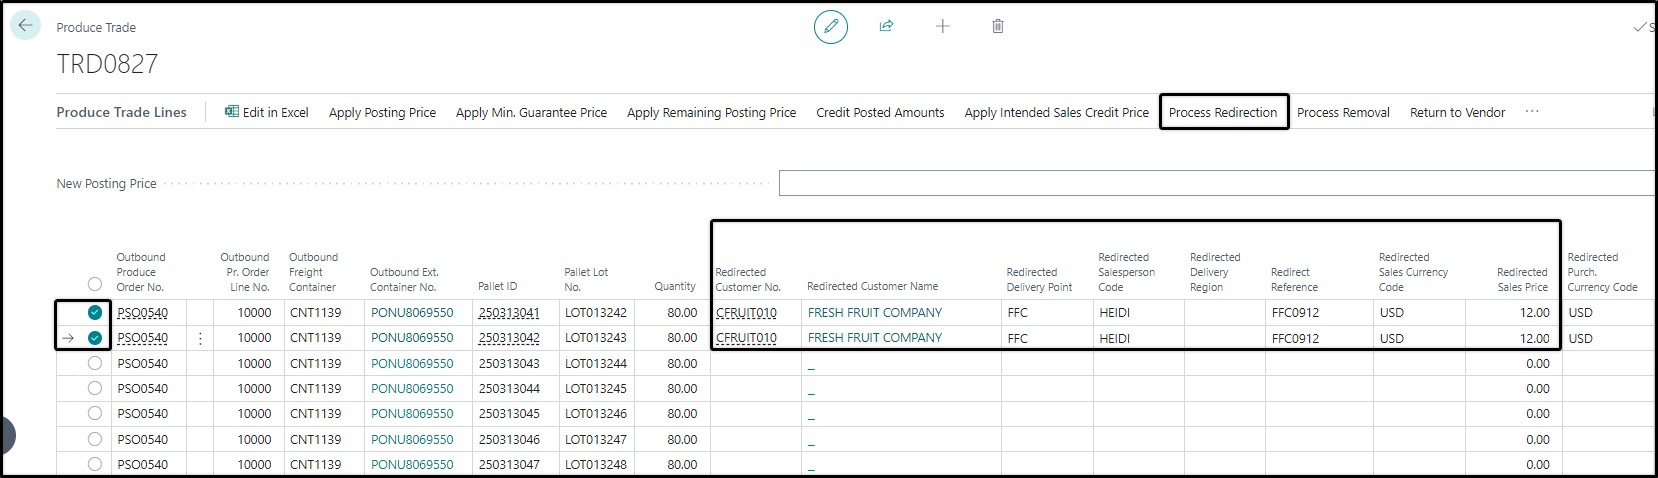 Produce Trade
TRD0827
Produce Trade Lines Edit in Excel Apply Posting Price Apply Min. Guarantee Price Apply Remaining Posting Price Credit Posted Amounts Apply Intended Sales Credit Price Process Redirection Process Removal Return to Vendor ...
New Posting Price
Outbound Produce Order No. Outbound Pr. Order Line No. Outbound Freight Container Outbound Ext. Container No. Pallet ID Pallet Lot No. Quantity Redirected Customer No. Redirected Customer Name Redirected Delivery Point Redirected Salesperson Code Redirected Delivery Region Redirect Reference Redirected Sales Currency Code Redirected Sales Price Redirected Purch. Currency Code
PSO0540 10000 CNT1139 PONU8069550 250313041 LOT013242 80.00 CFRUIT010 FRESH FRUIT COMPANY FFC HEIDI FFC0912 USD 12.00 USD
PSO0540 10000 CNT1139 PONU8069550 250313042 LOT013243 80.00 CFRUIT010 FRESH FRUIT COMPANY FFC HEIDI FFC0912 USD 12.00 USD
PSO0540 10000 CNT1139 PONU8069550 250313043 LOT013244 80.00 _ 0.00
PSO0540 10000 CNT1139 PONU8069550 250313044 LOT013245 80.00 _ 0.00
PSO0540 10000 CNT1139 PONU8069550 250313045 LOT013246 80.00 _ 0.00
PSO0540 10000 CNT1139 PONU8069550 250313046 LOT013247 80.00 _ 0.00
PSO0540 10000 CNT1139 PONU8069550 250313047 LOT013248 80.00 _ 0.00